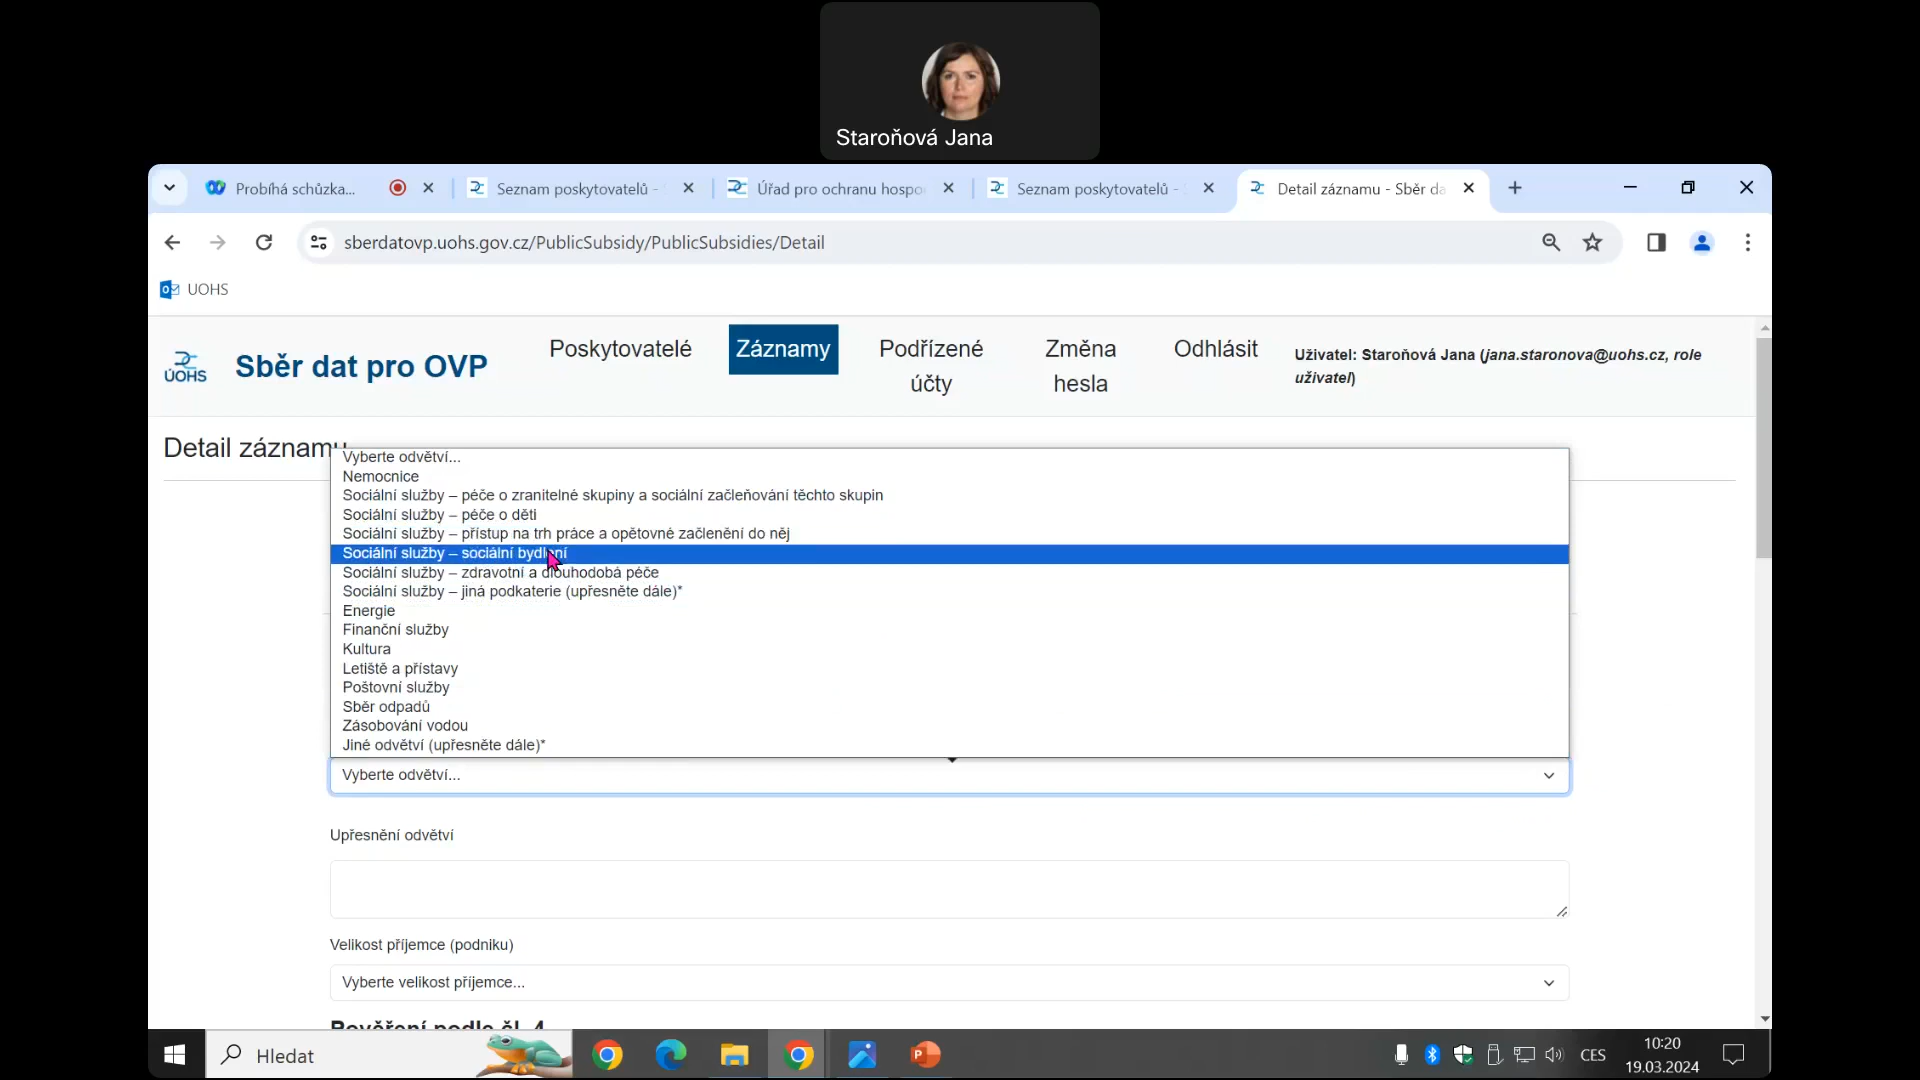 Staroňová Jana
Probíhá schůzka...
Seznam poskytovatelů -
Úřad pro ochranu hospo
Seznam poskytovatelů -
Detail záznamu - Sběr da
sberdatovp.uohs.gov.cz/PublicSubsidy/PublicSubsidies/Detail
UOHS
ÚOHS
Sběr dat pro OVP
Poskytovatelé
Záznamy
Podřízené
účty
Změna
hesla
Odhlásit
Uživatel: Staroňová Jana (jana.staronova@uohs.cz, role
uživatel)
Detail záznamu
Vyberte odvětví...
Nemocnice
Sociální služby – péče o zranitelné skupiny a sociální začleňování těchto skupin
Sociální služby – péče o děti
Sociální služby – přístup na trh práce a opětovné začlenění do něj
Sociální služby – sociální bydlení
Sociální služby – zdravotní a dlouhodobá péče
Sociální služby – jiná podkaterie (upřesněte dále)*
Energie
Finanční služby
Kultura
Letiště a přístavy
Poštovní služby
Sběr odpadů
Zásobování vodou
Jiné odvětví (upřesněte dále)*
Vyberte odvětví...
Upřesnění odvětví
Velikost příjemce (podniku)
Vyberte velikost příjemce...
Pověření podle čl. 4
Hledat
CES
10:20
19.03.2024